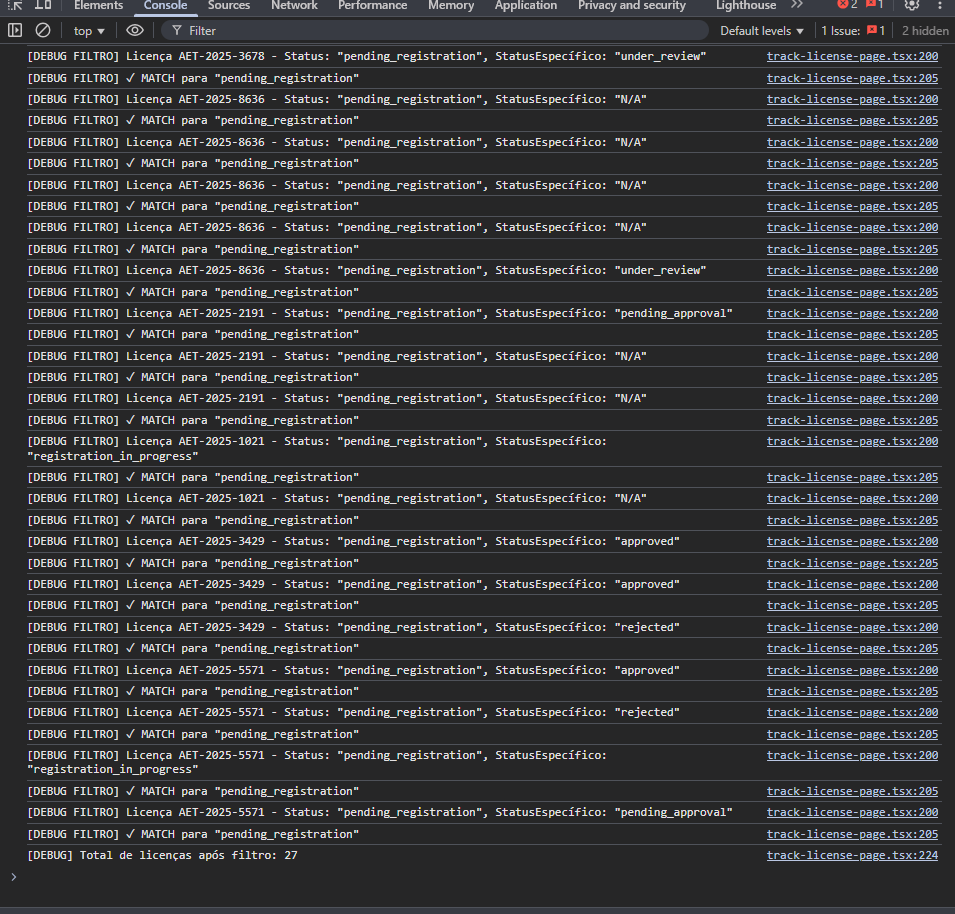 Elements Console Sources Network Performance Memory Application Privacy and security Lighthouse 2 1
top Filter Default levels 1 Issue: 1 2 hidden
[DEBUG FILTRO] Licença AET-2025-3678 - Status: "pending_registration", StatusEspecífico: "under_review" track-license-page.tsx:200
[DEBUG FILTRO] ✓ MATCH para "pending_registration" track-license-page.tsx:205
[DEBUG FILTRO] Licença AET-2025-8636 - Status: "pending_registration", StatusEspecífico: "N/A" track-license-page.tsx:200
[DEBUG FILTRO] ✓ MATCH para "pending_registration" track-license-page.tsx:205
[DEBUG FILTRO] Licença AET-2025-8636 - Status: "pending_registration", StatusEspecífico: "N/A" track-license-page.tsx:200
[DEBUG FILTRO] ✓ MATCH para "pending_registration" track-license-page.tsx:205
[DEBUG FILTRO] Licença AET-2025-8636 - Status: "pending_registration", StatusEspecífico: "N/A" track-license-page.tsx:200
[DEBUG FILTRO] ✓ MATCH para "pending_registration" track-license-page.tsx:205
[DEBUG FILTRO] Licença AET-2025-8636 - Status: "pending_registration", StatusEspecífico: "N/A" track-license-page.tsx:200
[DEBUG FILTRO] ✓ MATCH para "pending_registration" track-license-page.tsx:205
[DEBUG FILTRO] Licença AET-2025-8636 - Status: "pending_registration", StatusEspecífico: "under_review" track-license-page.tsx:200
[DEBUG FILTRO] ✓ MATCH para "pending_registration" track-license-page.tsx:205
[DEBUG FILTRO] Licença AET-2025-2191 - Status: "pending_registration", StatusEspecífico: "pending_approval" track-license-page.tsx:200
[DEBUG FILTRO] ✓ MATCH para "pending_registration" track-license-page.tsx:205
[DEBUG FILTRO] Licença AET-2025-2191 - Status: "pending_registration", StatusEspecífico: "N/A" track-license-page.tsx:200
[DEBUG FILTRO] ✓ MATCH para "pending_registration" track-license-page.tsx:205
[DEBUG FILTRO] Licença AET-2025-2191 - Status: "pending_registration", StatusEspecífico: "N/A" track-license-page.tsx:200
[DEBUG FILTRO] ✓ MATCH para "pending_registration" track-license-page.tsx:205
[DEBUG FILTRO] Licença AET-2025-1021 - Status: "pending_registration", StatusEspecífico: track-license-page.tsx:200
"registration_in_progress"
[DEBUG FILTRO] ✓ MATCH para "pending_registration" track-license-page.tsx:205
[DEBUG FILTRO] Licença AET-2025-1021 - Status: "pending_registration", StatusEspecífico: "N/A" track-license-page.tsx:200
[DEBUG FILTRO] ✓ MATCH para "pending_registration" track-license-page.tsx:205
[DEBUG FILTRO] Licença AET-2025-3429 - Status: "pending_registration", StatusEspecífico: "approved" track-license-page.tsx:200
[DEBUG FILTRO] ✓ MATCH para "pending_registration" track-license-page.tsx:205
[DEBUG FILTRO] Licença AET-2025-3429 - Status: "pending_registration", StatusEspecífico: "approved" track-license-page.tsx:200
[DEBUG FILTRO] ✓ MATCH para "pending_registration" track-license-page.tsx:205
[DEBUG FILTRO] Licença AET-2025-3429 - Status: "pending_registration", StatusEspecífico: "rejected" track-license-page.tsx:200
[DEBUG FILTRO] ✓ MATCH para "pending_registration" track-license-page.tsx:205
[DEBUG FILTRO] Licença AET-2025-5571 - Status: "pending_registration", StatusEspecífico: "approved" track-license-page.tsx:200
[DEBUG FILTRO] ✓ MATCH para "pending_registration" track-license-page.tsx:205
[DEBUG FILTRO] Licença AET-2025-5571 - Status: "pending_registration", StatusEspecífico: "rejected" track-license-page.tsx:200
[DEBUG FILTRO] ✓ MATCH para "pending_registration" track-license-page.tsx:205
[DEBUG FILTRO] Licença AET-2025-5571 - Status: "pending_registration", StatusEspecífico: track-license-page.tsx:200
"registration_in_progress"
[DEBUG FILTRO] ✓ MATCH para "pending_registration" track-license-page.tsx:205
[DEBUG FILTRO] Licença AET-2025-5571 - Status: "pending_registration", StatusEspecífico: "pending_approval" track-license-page.tsx:200
[DEBUG FILTRO] ✓ MATCH para "pending_registration" track-license-page.tsx:205
[DEBUG] Total de licenças após filtro: 27 track-license-page.tsx:224